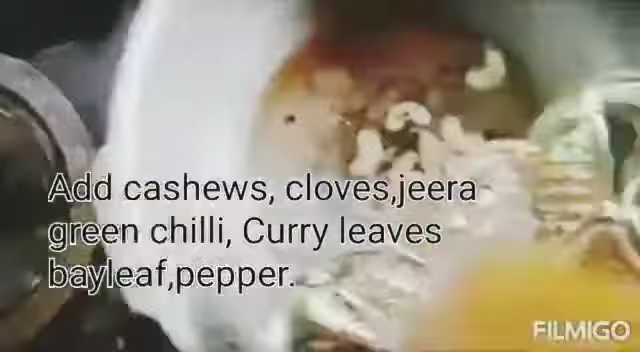 Add cashews, cloves,jeera
green chilli, Curry leaves
bayleaf,pepper.
FILMIGO